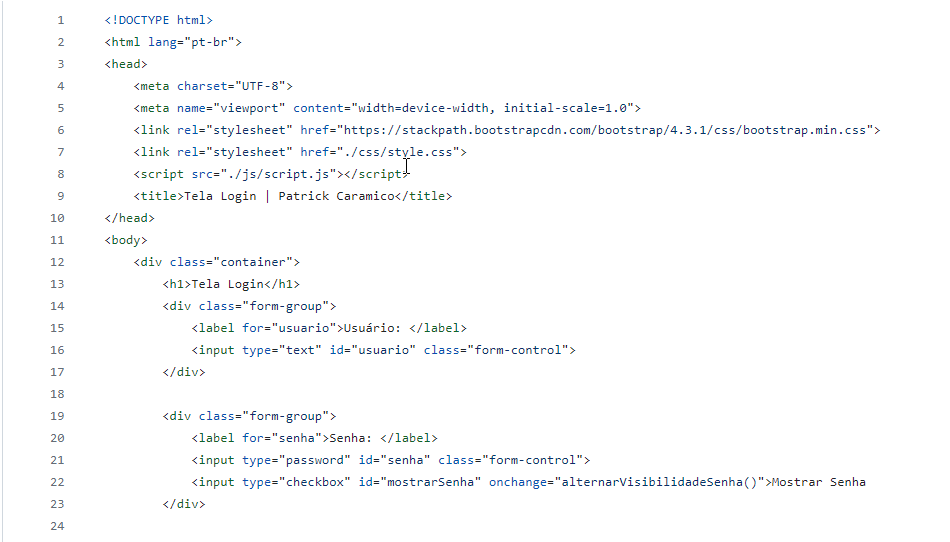 1 <!DOCTYPE html>
2 <html lang="pt-br">
3 <head>
4 <meta charset="UTF-8">
5 <meta name="viewport" content="width=device-width, initial-scale=1.0">
6 <link rel="stylesheet" href="https://stackpath.bootstrapcdn.com/bootstrap/4.3.1/css/bootstrap.min.css">
7 <link rel="stylesheet" href="./css/style.css">
8 <script src="./js/script.js"></script>
9 <title>Tela Login | Patrick Caramico</title>
10 </head>
11 <body>
12 <div class="container">
13 <h1>Tela Login</h1>
14 <div class="form-group">
15 <label for="usuario">Usuário: </label>
16 <input type="text" id="usuario" class="form-control">
17 </div>
18
19 <div class="form-group">
20 <label for="senha">Senha: </label>
21 <input type="password" id="senha" class="form-control">
22 <input type="checkbox" id="mostrarSenha" onchange="alternarVisibilidadeSenha()">Mostrar Senha
23 </div>
24